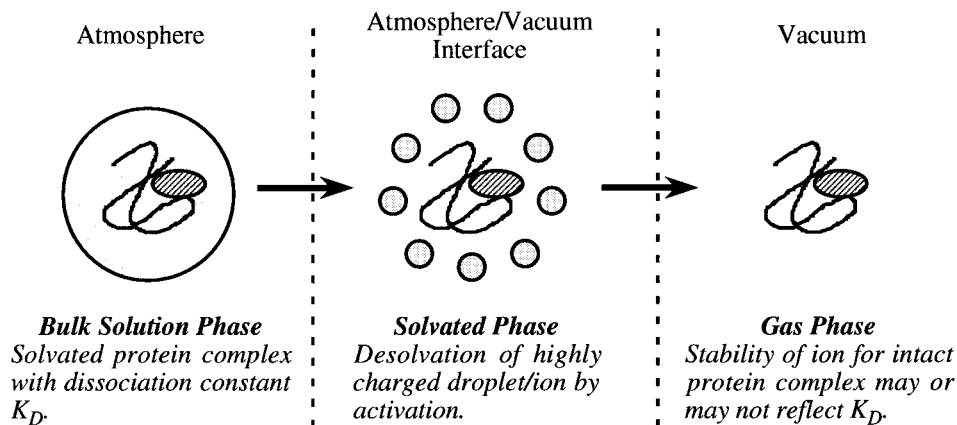 Atmosphere
Atmosphere/Vacuum
Interface
Vacuum
Bulk Solution Phase
Solvated protein complex
with dissociation constant
K_D.
Solvated Phase
Desolvation of highly
charged droplet/ion by
activation.
Gas Phase
Stability of ion for intact
protein complex may or
may not reflect K_D.